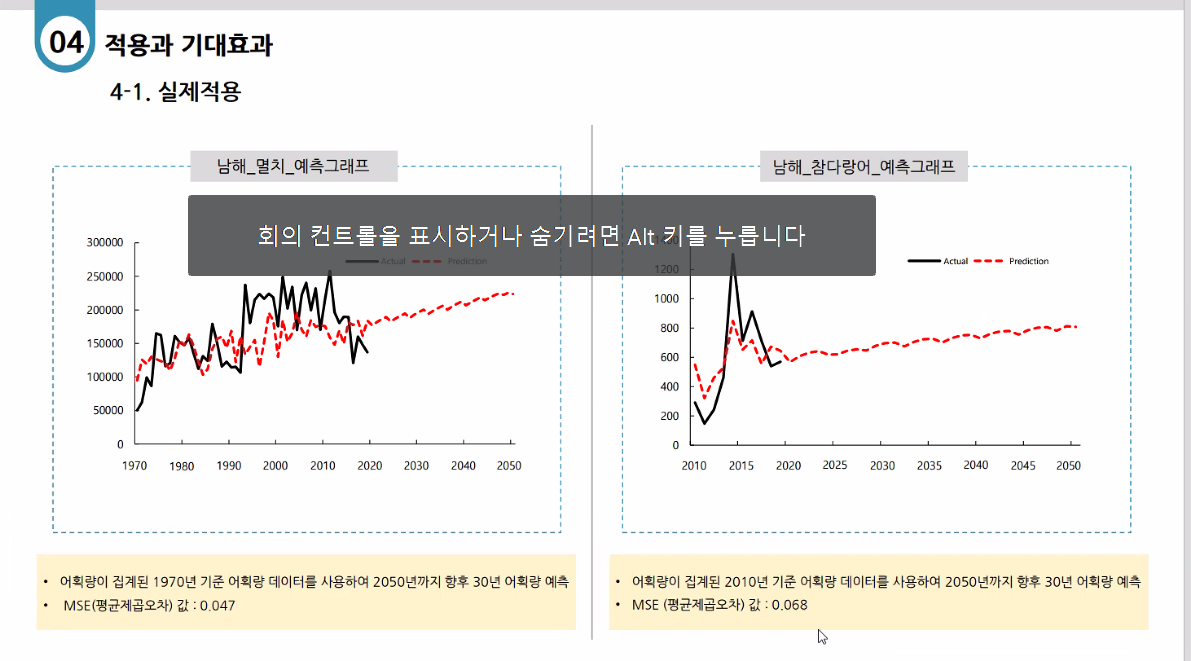 04 적용과 기대효과
4-1. 실제적용
남해_멸치_예측그래프
회의 컨트롤을 표시하거나 숨기려면 Alt 키를 누릅니다
Actual Prediction
300000
250000
200000
150000
100000
50000
0
1970 1980 1990 2000 2010 2020 2030 2040 2050
• 어획량이 집계된 1970년 기준 어획량 데이터를 사용하여 2050년까지 향후 30년 어획량 예측
• MSE(평균제곱오차) 값 : 0.047
남해_참다랑어_예측그래프
Actual Prediction
1400
1200
1000
800
600
400
200
0
2010 2015 2020 2025 2030 2035 2040 2045 2050
• 어획량이 집계된 2010년 기준 어획량 데이터를 사용하여 2050년까지 향후 30년 어획량 예측
• MSE (평균제곱오차) 값 : 0.068